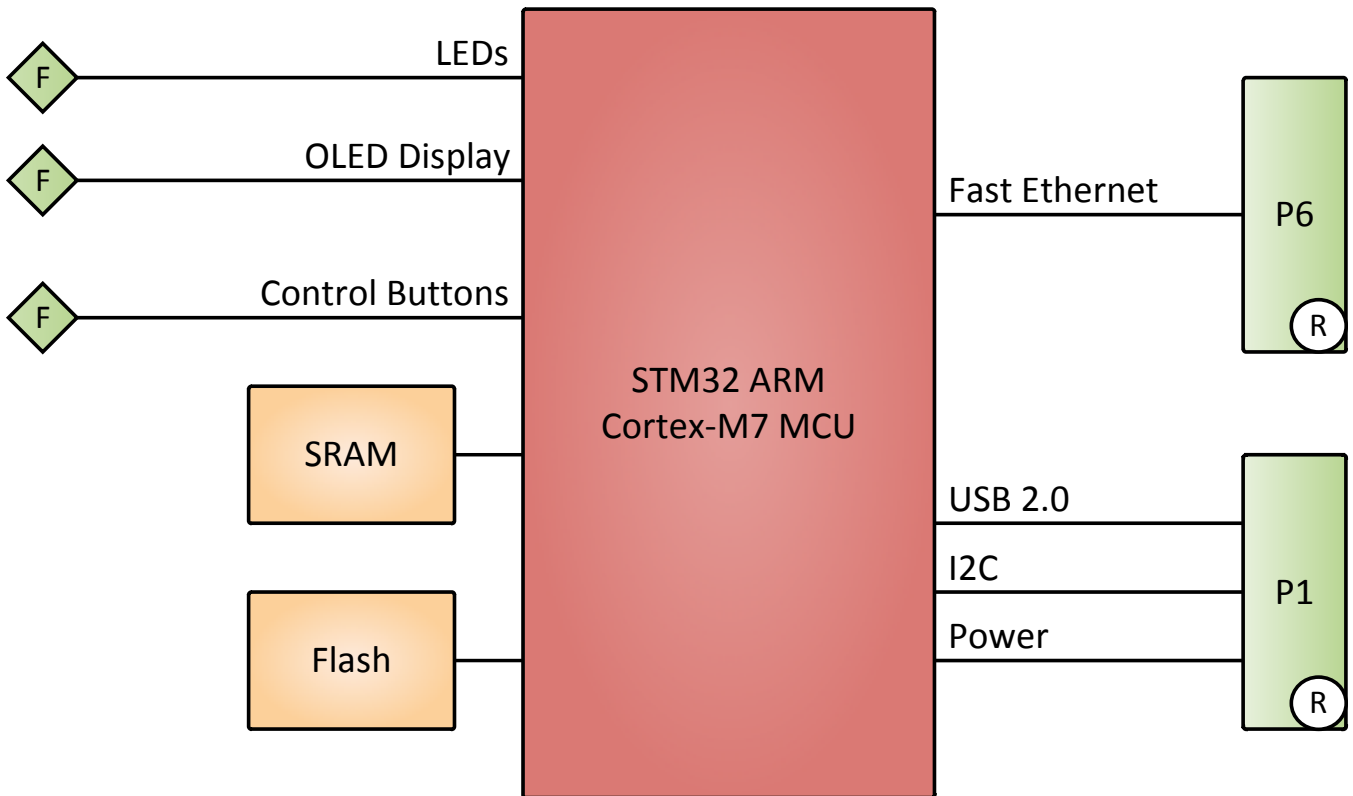 LEDs
F
OLED Display
F
Fast Ethernet
P6
Control Buttons
F
R
STM32 ARM
Cortex-M7 MCU
SRAM
USB 2.0
I2C
P1
Power
Flash
R